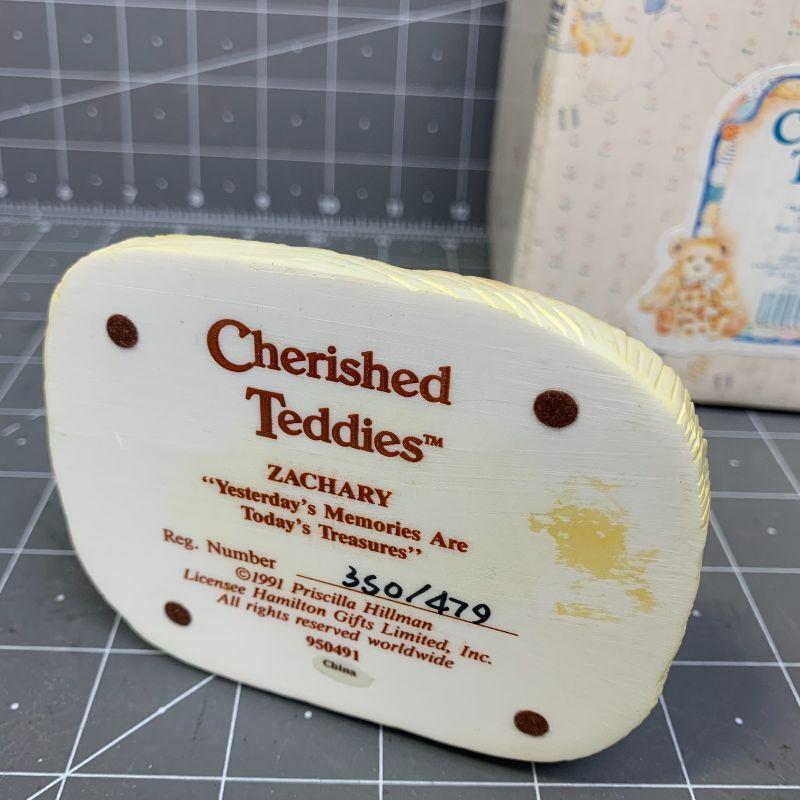 Cherished
Teddies™
ZACHARY
“Yesterday’s Memories Are
Today’s Treasures”
Reg. Number 350/479
©1991 Priscilla Hillman
Licensee Hamilton Gifts Limited, Inc.
All rights reserved worldwide
950491
China